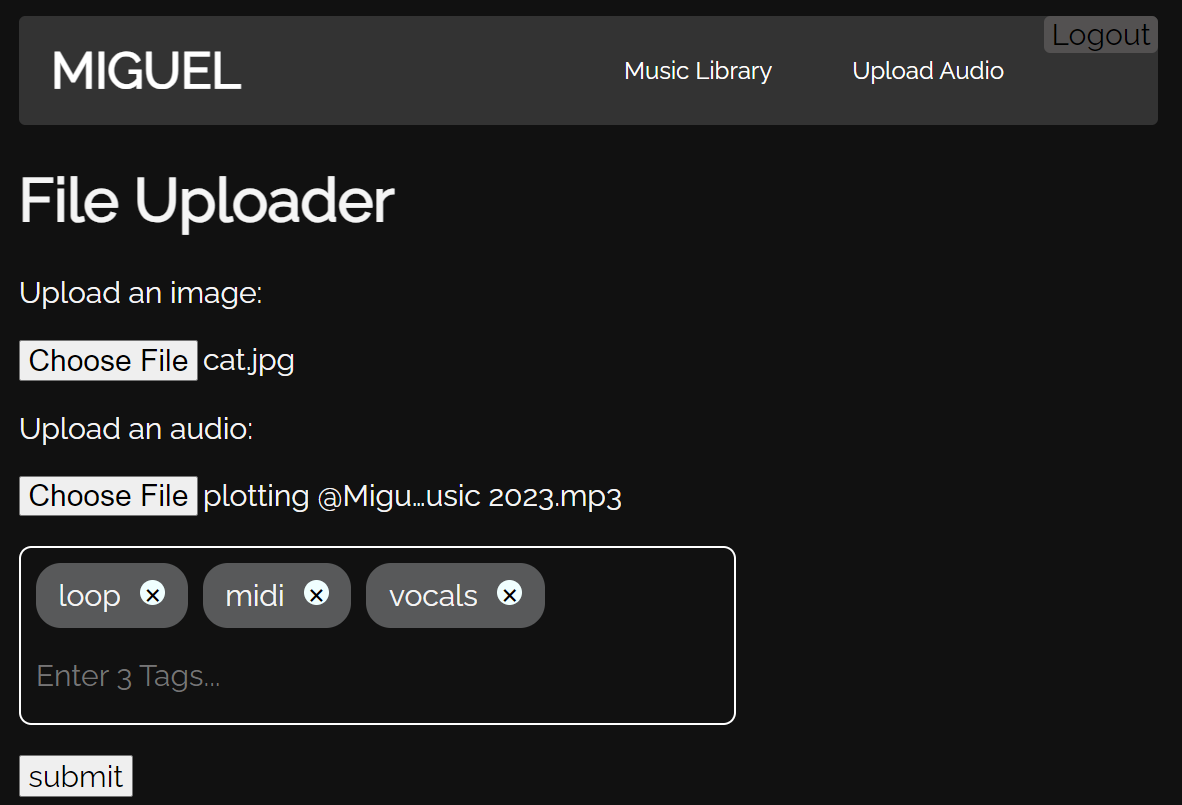 MIGUEL
Music Library
Upload Audio
Logout
File Uploader
Upload an image:
Choose File cat.jpg
Upload an audio:
Choose File plotting @Migu...usic 2023.mp3
loop × midi × vocals ×
Enter 3 Tags...
submit